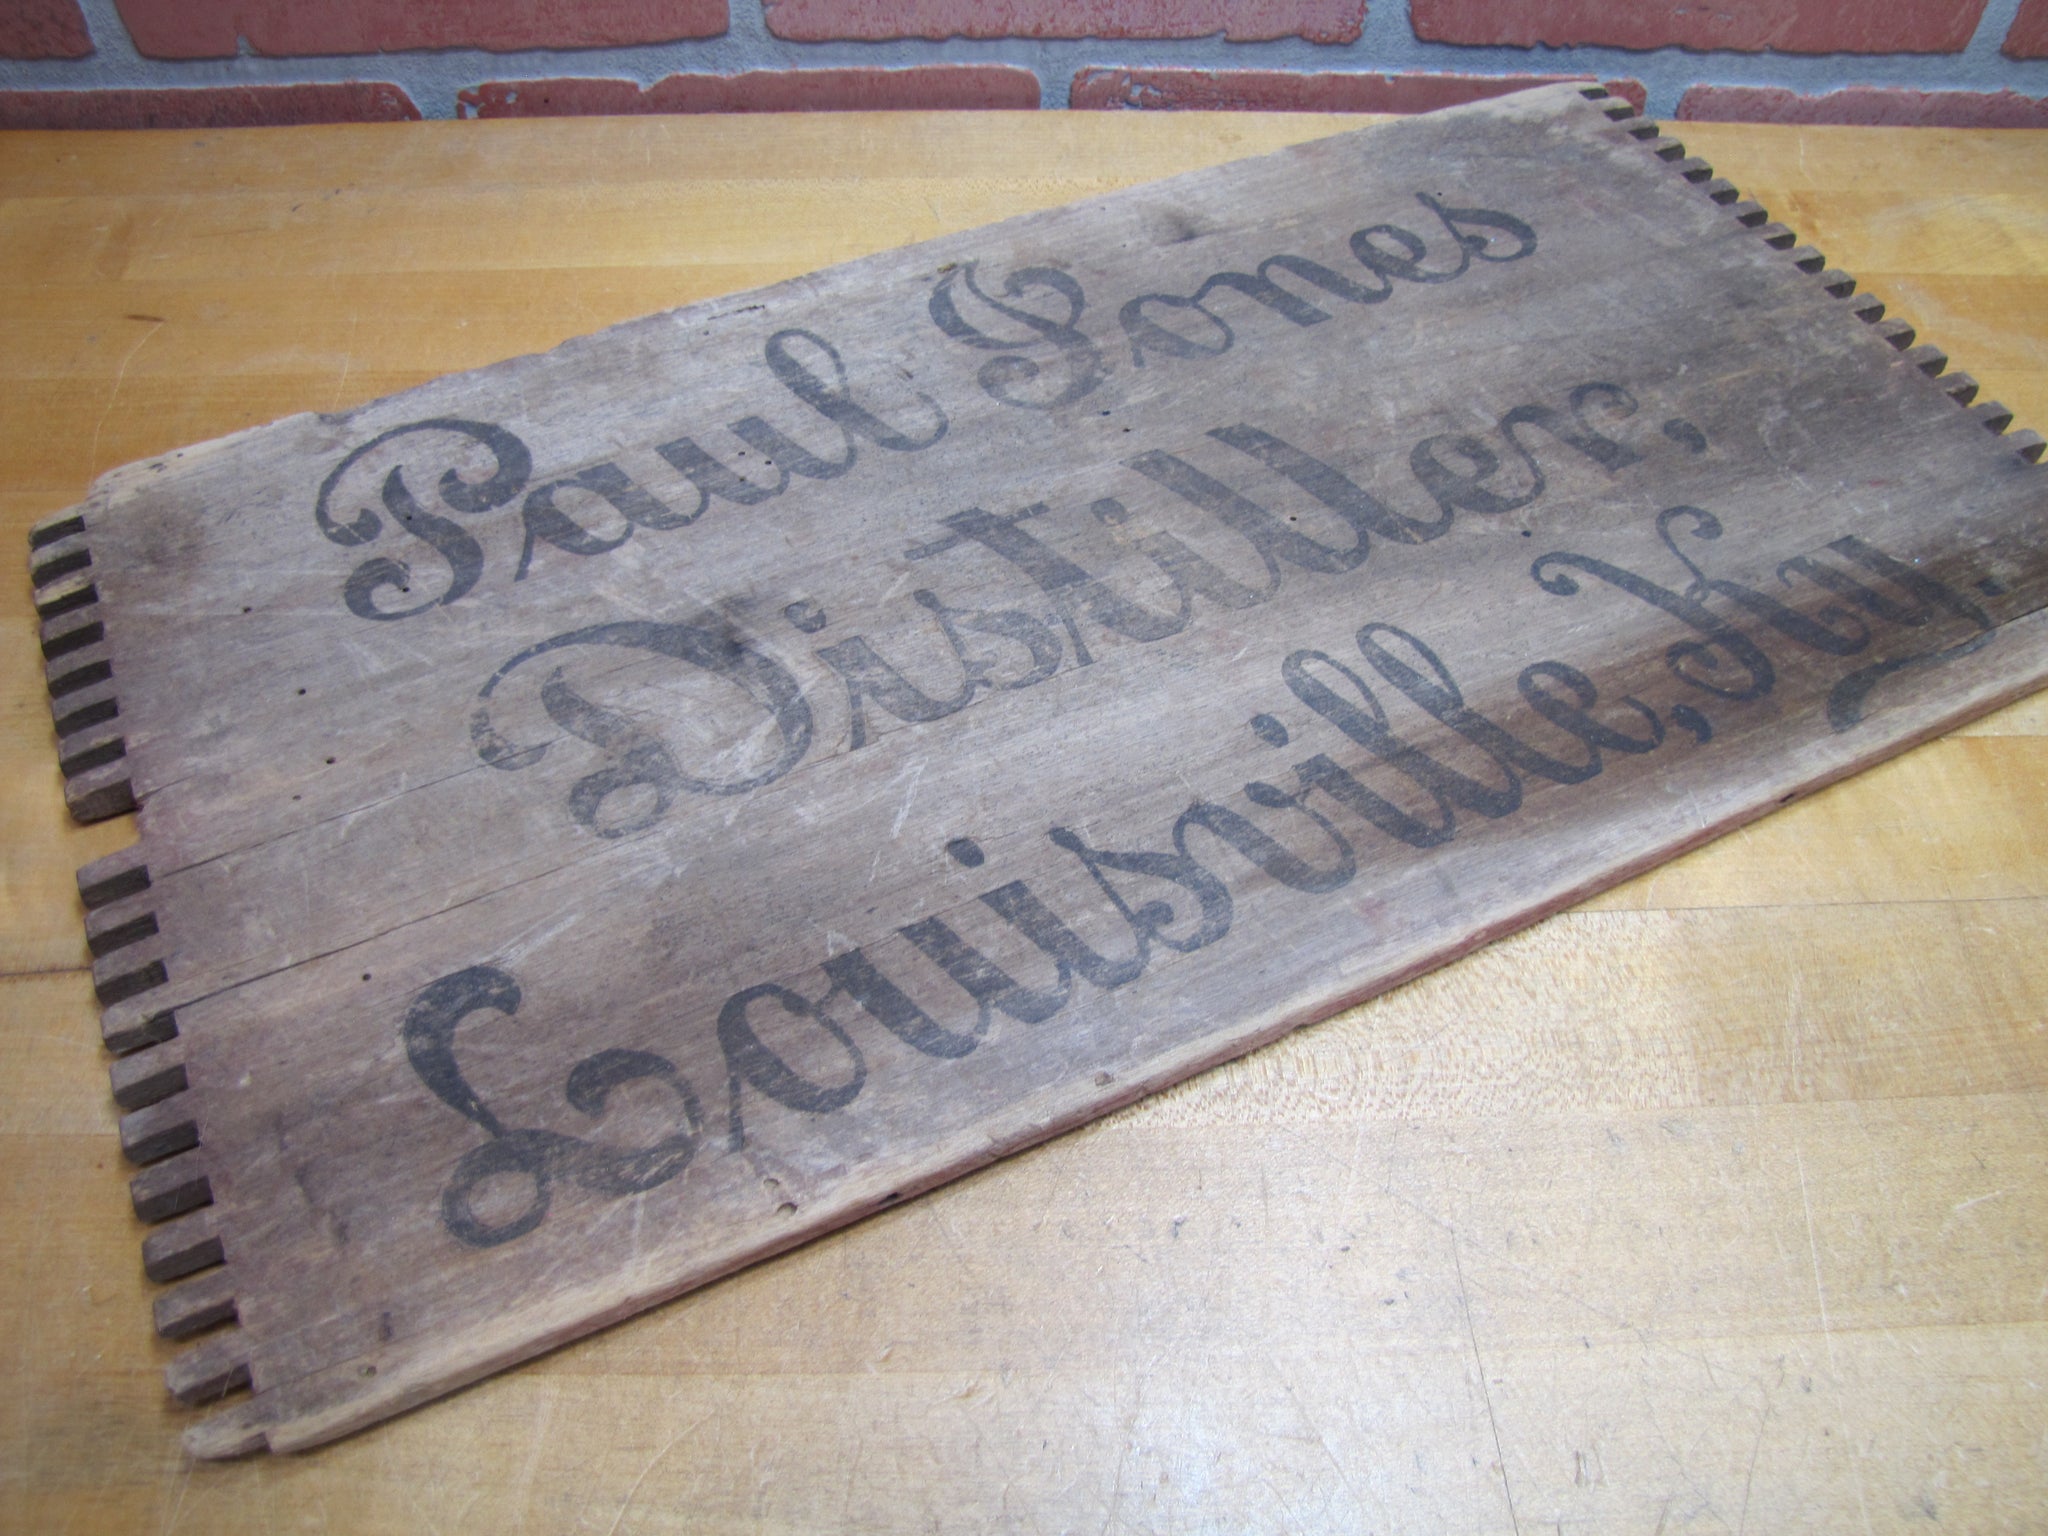 Paul Jones
Distiller,
Louisville, Ky.